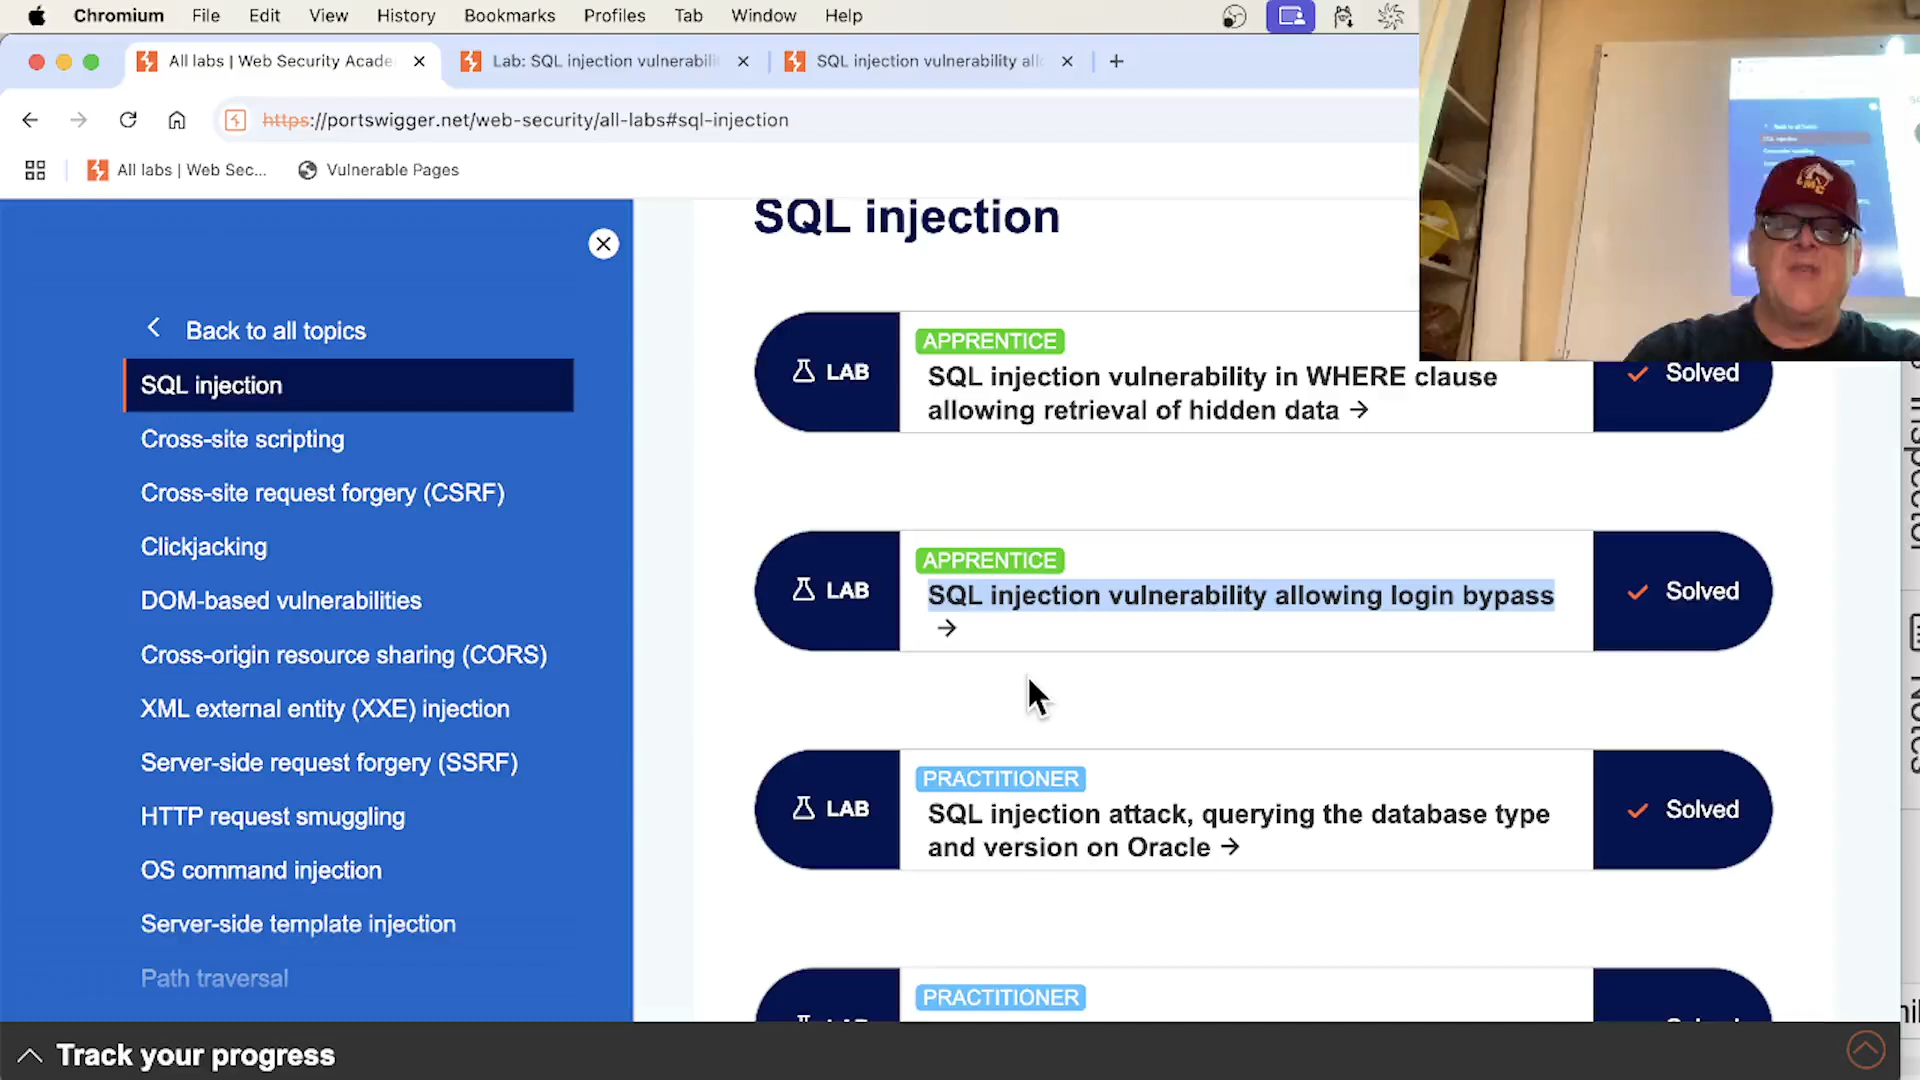 Chromium File Edit View History Bookmarks Profiles Tab Window Help
All labs | Web Security Acade
Lab: SQL injection vulnerabili
SQL injection vulnerability all
https://portswigger.net/web-security/all-labs#sql-injection
All labs | Web Sec...
Vulnerable Pages
Back to all topics
SQL injection
Cross-site scripting
Cross-site request forgery (CSRF)
Clickjacking
DOM-based vulnerabilities
Cross-origin resource sharing (CORS)
XML external entity (XXE) injection
Server-side request forgery (SSRF)
HTTP request smuggling
OS command injection
Server-side template injection
Path traversal
SQL injection
LAB
APPRENTICE
SQL injection vulnerability in WHERE clause
allowing retrieval of hidden data →
Solved
LAB
APPRENTICE
SQL injection vulnerability allowing login bypass
→
Solved
LAB
PRACTITIONER
SQL injection attack, querying the database type
and version on Oracle →
Solved
PRACTITIONER
Inspector
Notes
Track your progress